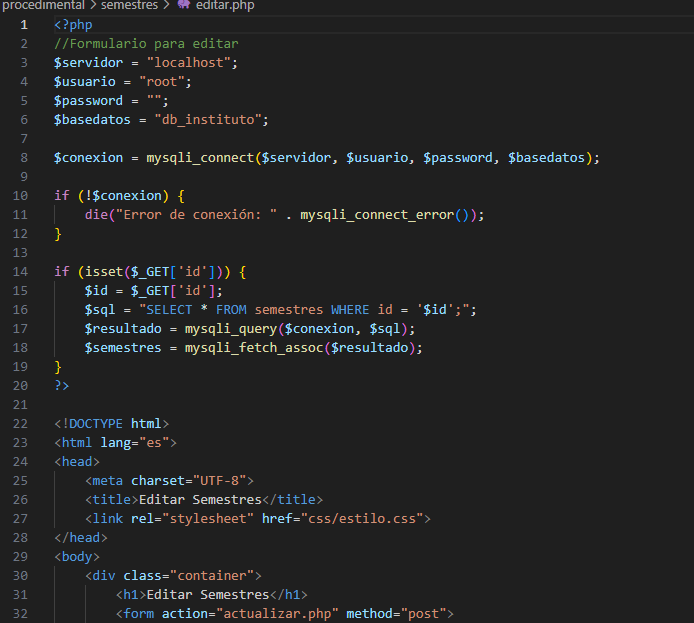 procedimental > semestres > editar.php
1 <?php
2 //Formulario para editar
3 $servidor = "localhost";
4 $usuario = "root";
5 $password = "";
6 $basedatos = "db_instituto";
7
8 $conexion = mysqli_connect($servidor, $usuario, $password, $basedatos);
9
10 if (!$conexion) {
11     die("Error de conexión: " . mysqli_connect_error());
12 }
13
14 if (isset($_GET['id'])) {
15     $id = $_GET['id'];
16     $sql = "SELECT * FROM semestres WHERE id = '$id';";
17     $resultado = mysqli_query($conexion, $sql);
18     $semestres = mysqli_fetch_assoc($resultado);
19 }
20 ?>
21
22 <!DOCTYPE html>
23 <html lang="es">
24 <head>
25     <meta charset="UTF-8">
26     <title>Editar Semestres</title>
27     <link rel="stylesheet" href="css/estilo.css">
28 </head>
29 <body>
30     <div class="container">
31         <h1>Editar Semestres</h1>
32         <form action="actualizar.php" method="post">